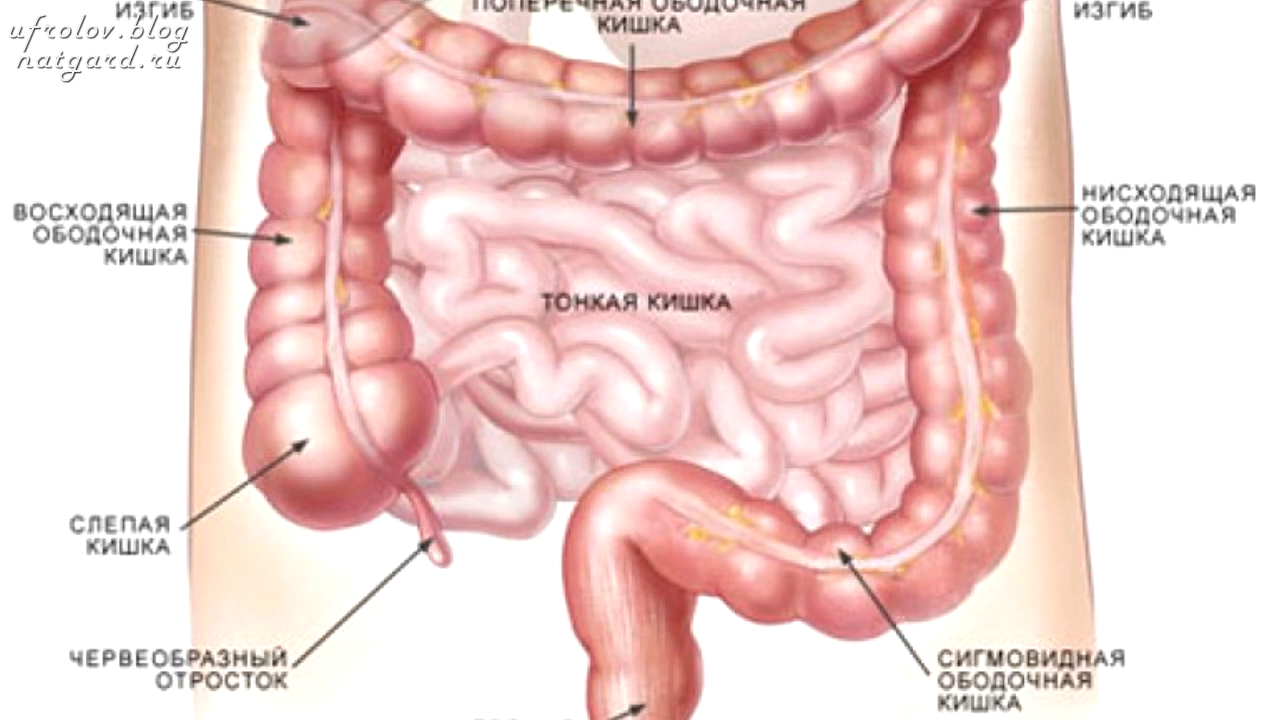 ИЗГИБ
ufrolov.blog
natgard.ru
ПОПЕРЕЧНАЯ ОБОДОЧНАЯ
КИШКА
ИЗГИБ
ВОСХОДЯЩАЯ
ОБОДОЧНАЯ
КИШКА
НИСХОДЯЩАЯ
ОБОДОЧНАЯ
КИШКА
ТОНКАЯ КИШКА
СЛЕПАЯ
КИШКА
ЧЕРВЕОБРАЗНЫЙ
ОТРОСТОК
СИГМОВИДНАЯ
ОБОДОЧНАЯ
КИШКА